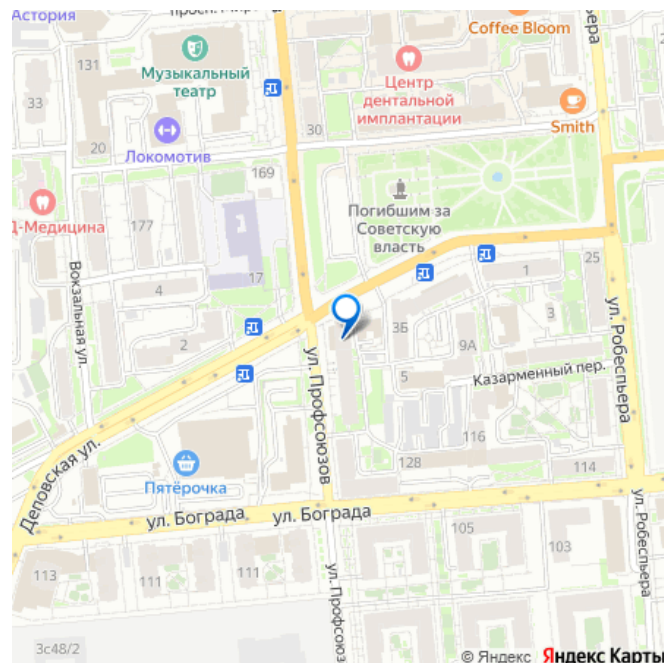 Астория
просп. Мира
Coffee Bloom
131
Музыкальный
театр
Центр
дентальной
имплантации
33
30
Smith
20
Локомотив
169
Погибшим за
Советскую
власть
Д-Медицина
177
Вокзальная ул.
17
4
1
25
2
3Б
3
9А
ул. Робеспьера
ул. Профсоюзов
5
Казарменный пер.
116
128
114
Деповская ул.
Пятёрочка
ул. Бограда
ул. Бограда
105
103
113
111
111
ул. Робеспьера
3с48/2
© Яндекс Яндекс Карты